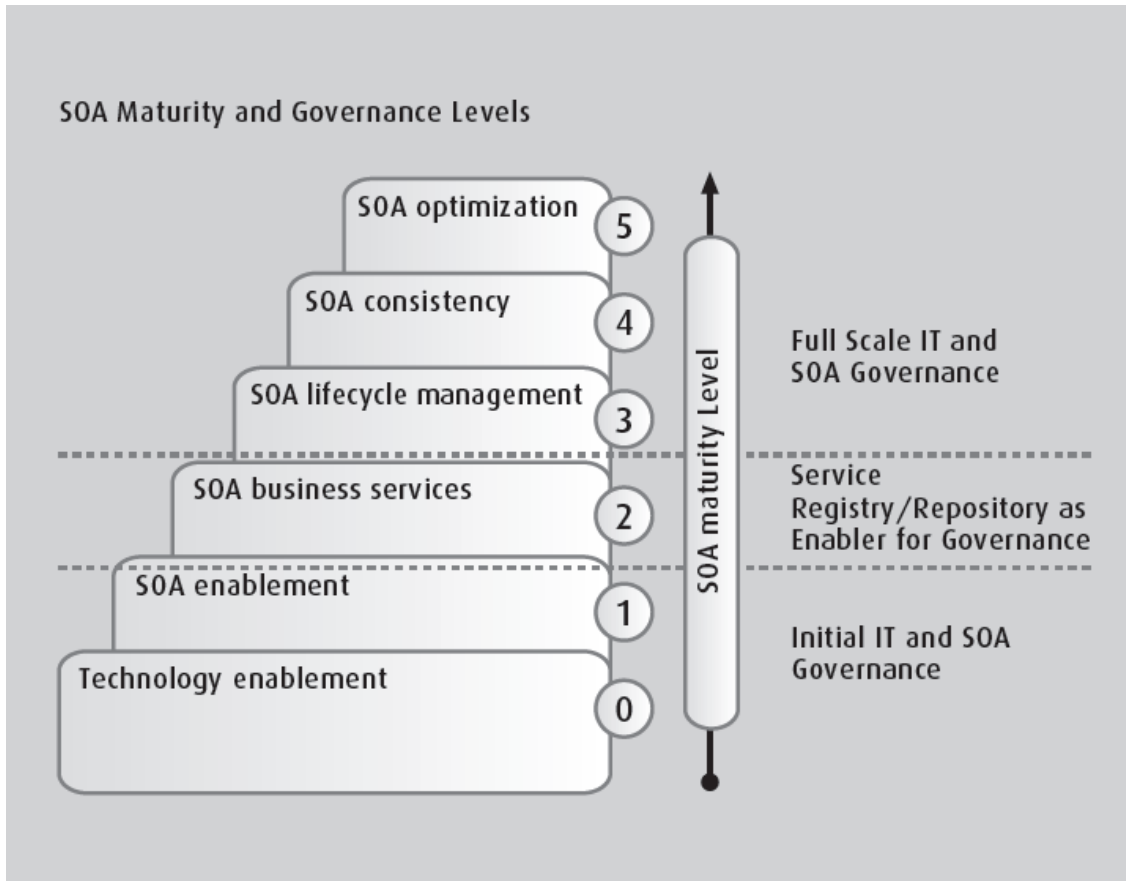 SOA Maturity and Governance Levels
SOA optimization
5
SOA consistency
4
SOA lifecycle management
3
SOA business services
2
SOA enablement
1
Technology enablement
0
SOA maturity Level
Full Scale IT and
SOA Governance
Service
Registry/Repository as
Enabler for Governance
Initial IT and SOA
Governance